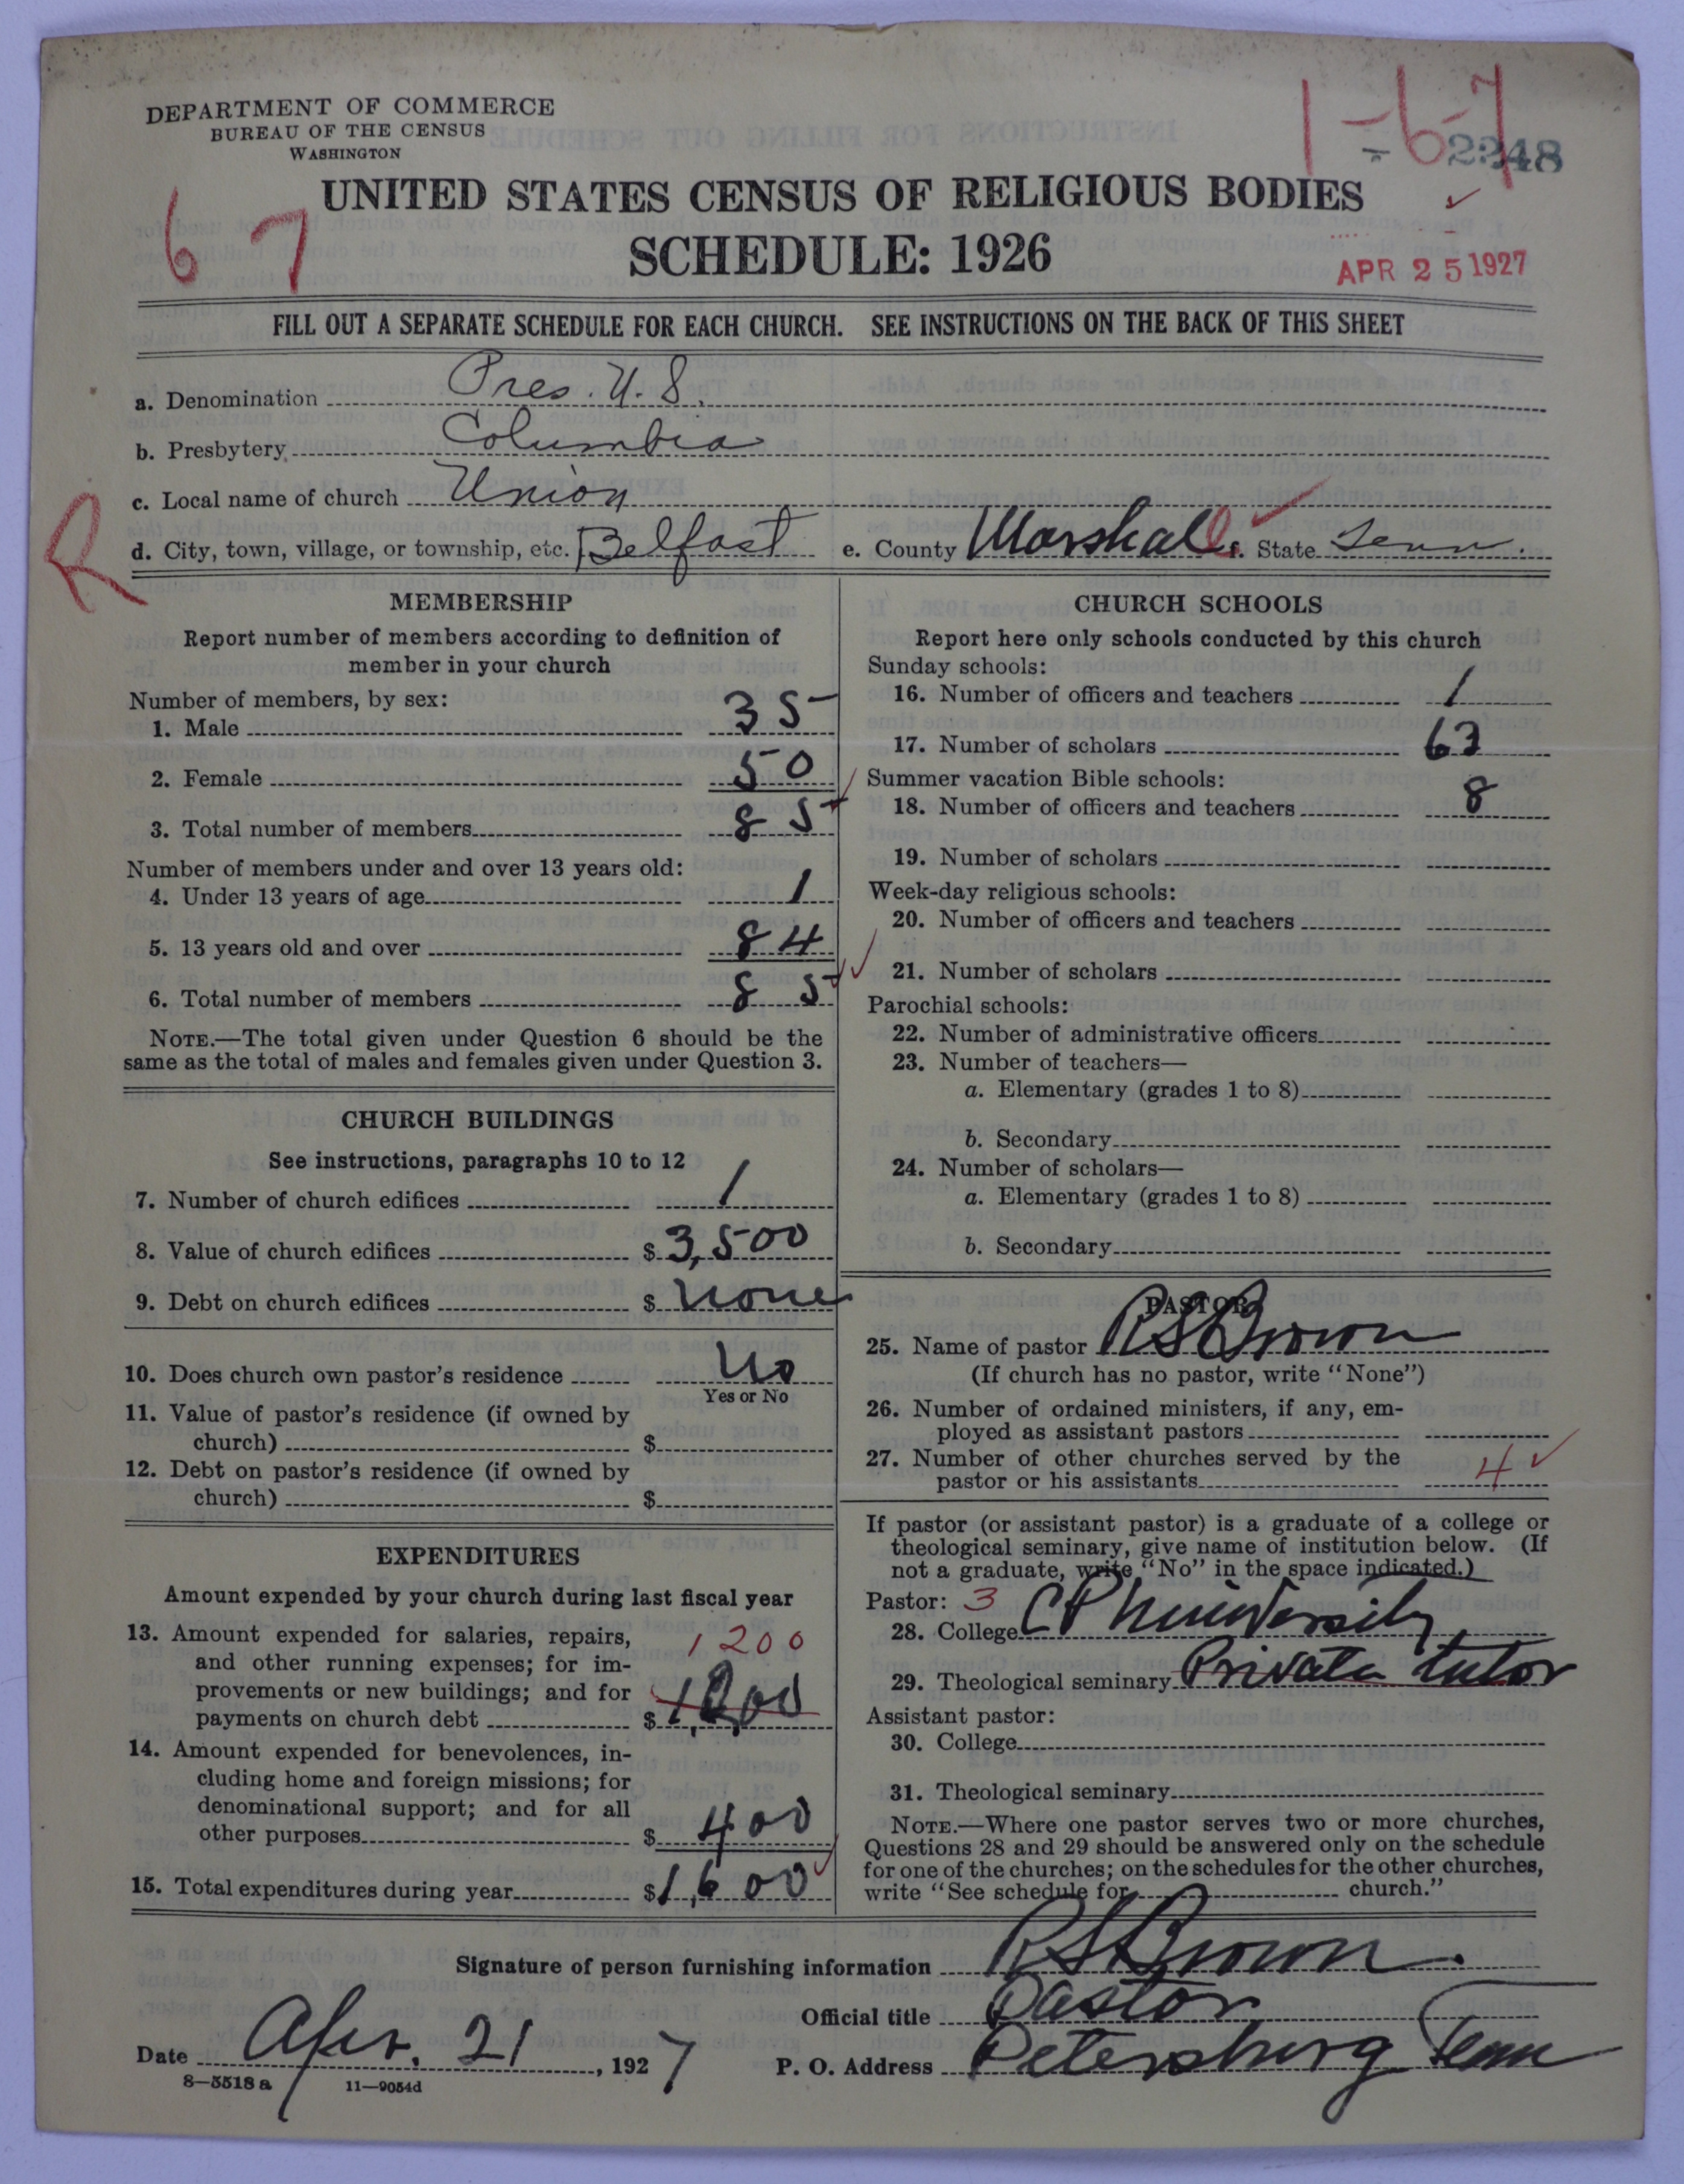 DEPARTMENT OF COMMERCE
BUREAU OF THE CENSUS
WASHINGTON
1-6-7
2248
UNITED STATES CENSUS OF RELIGIOUS BODIES
SCHEDULE: 1926
6 7
APR 25 1927
FILL OUT A SEPARATE SCHEDULE FOR EACH CHURCH. SEE INSTRUCTIONS ON THE BACK OF THIS SHEET
a. Denomination Pres. U.S.
b. Presbytery Columbia
c. Local name of church Union
R
d. City, town, village, or township, etc. Belfast e. County Marshall f. State Tenn.
MEMBERSHIP
Report number of members according to definition of
member in your church
Number of members, by sex:
1. Male 35
2. Female 50
3. Total number of members 85
Number of members under and over 13 years old:
4. Under 13 years of age 1
5. 13 years old and over 84
6. Total number of members 85
NOTE.—The total given under Question 6 should be the
same as the total of males and females given under Question 3.
CHURCH BUILDINGS
See instructions, paragraphs 10 to 12
7. Number of church edifices 1
8. Value of church edifices $ 3,500
9. Debt on church edifices $ none
10. Does church own pastor's residence No
Yes or No
11. Value of pastor's residence (if owned by
church) $
12. Debt on pastor's residence (if owned by
church) $
EXPENDITURES
Amount expended by your church during last fiscal year
13. Amount expended for salaries, repairs, 1200
and other running expenses; for im-
provements or new buildings; and for
payments on church debt $
14. Amount expended for benevolences, in-
cluding home and foreign missions; for
denominational support; and for all
other purposes $ 400
15. Total expenditures during year $1,600
CHURCH SCHOOLS
Report here only schools conducted by this church
Sunday schools:
16. Number of officers and teachers 1
17. Number of scholars 63
Summer vacation Bible schools:
18. Number of officers and teachers 8
19. Number of scholars
Week-day religious schools:
20. Number of officers and teachers
21. Number of scholars
Parochial schools:
22. Number of administrative officers
23. Number of teachers—
a. Elementary (grades 1 to 8)
b. Secondary
24. Number of scholars—
a. Elementary (grades 1 to 8)
b. Secondary
PASTOR
25. Name of pastor R S Brown
(If church has no pastor, write "None")
26. Number of ordained ministers, if any, em-
ployed as assistant pastors
27. Number of other churches served by the
pastor or his assistants 4
If pastor (or assistant pastor) is a graduate of a college or
theological seminary, give name of institution below. (If
not a graduate, write "No" in the space indicated.)
Pastor: 3
28. College C P University
29. Theological seminary Private tutor
Assistant pastor:
30. College
31. Theological seminary
NOTE.—Where one pastor serves two or more churches,
Questions 28 and 29 should be answered only on the schedule
for one of the churches; on the schedules for the other churches,
write "See schedule for church."
Signature of person furnishing information R S Brown.
Official title Pastor
Date Apr. 21, 1927 P. O. Address Petersburg Tenn
8—5518a 11—9054d